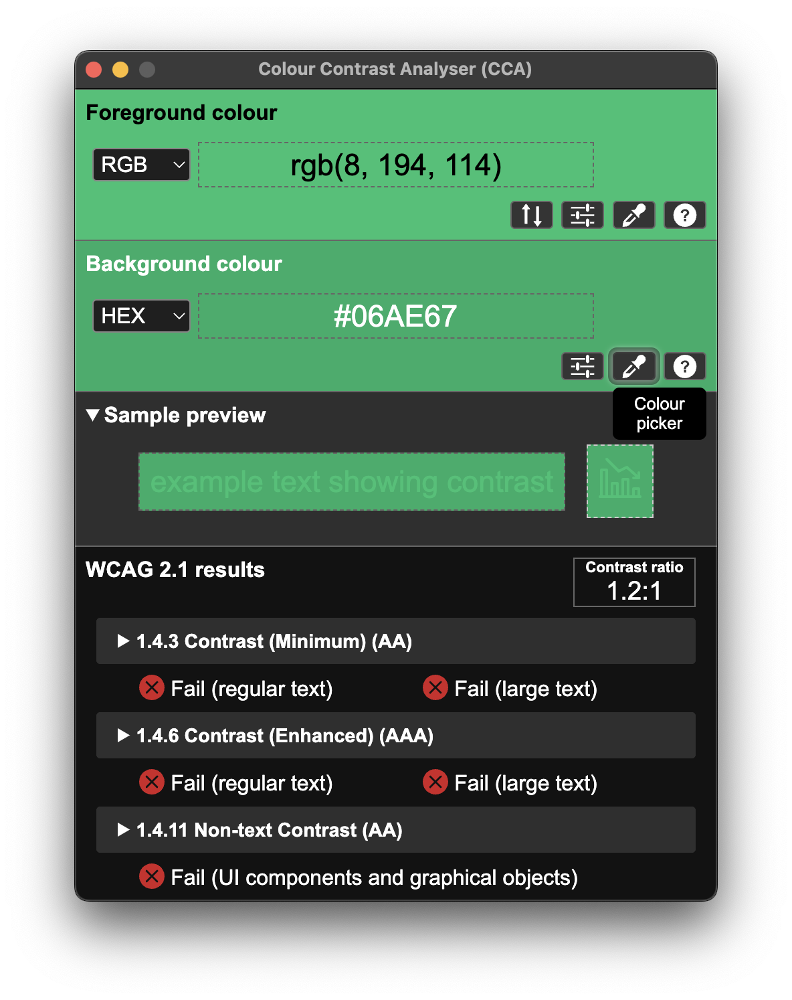 Colour Contrast Analyser (CCA)
Foreground colour
RGB
rgb(8, 194, 114)
?
Background colour
HEX
#06AE67
?
Colour
picker
▼ Sample preview
example text showing contrast
WCAG 2.1 results
Contrast ratio
1.2:1
▶ 1.4.3 Contrast (Minimum) (AA)
Fail (regular text)
Fail (large text)
▶ 1.4.6 Contrast (Enhanced) (AAA)
Fail (regular text)
Fail (large text)
▶ 1.4.11 Non-text Contrast (AA)
Fail (UI components and graphical objects)